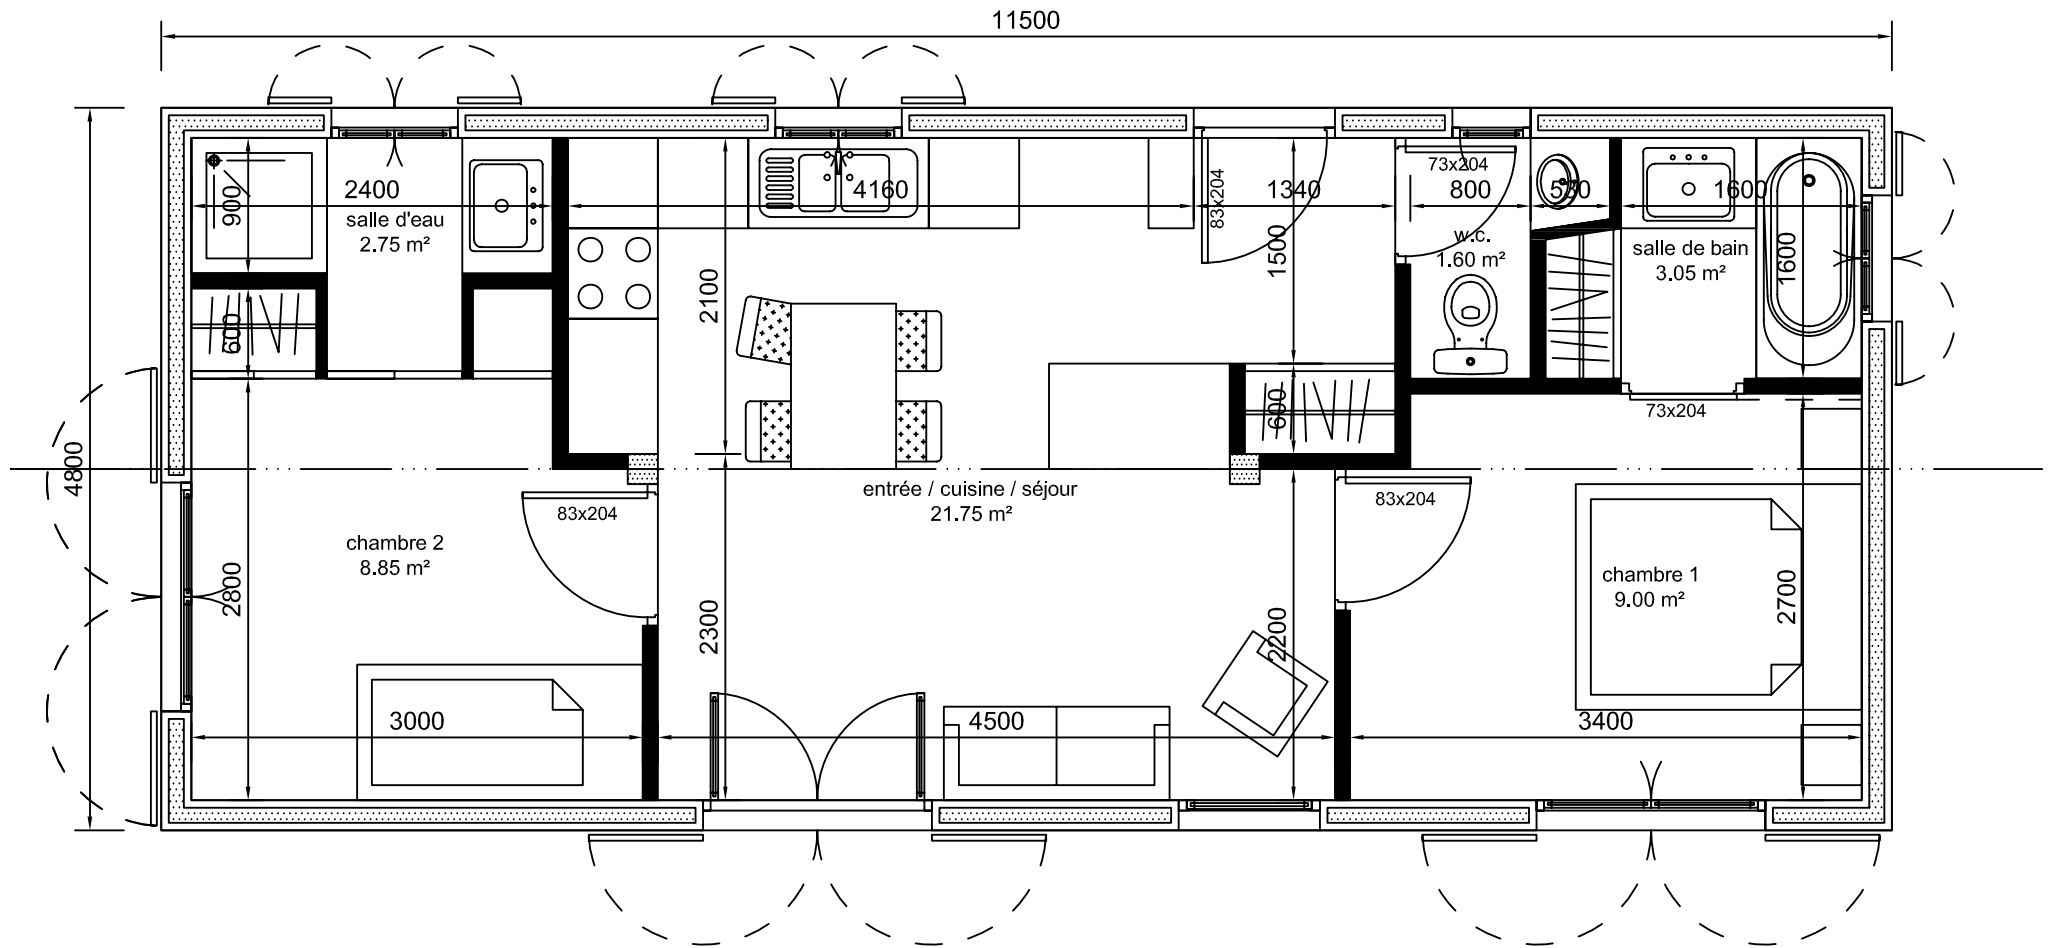 11500
73x204
2400
4160
1340
800
530
1600
900
83x204
salle d'eau
2.75 m²
w.c.
1.60 m²
salle de bain
3.05 m²
1500
1600
2100
600
600
73x204
4800
entrée / cuisine / séjour
21.75 m²
83x204
83x204
chambre 2
8.85 m²
chambre 1
9.00 m²
2800
2300
2200
2700
3000
4500
3400